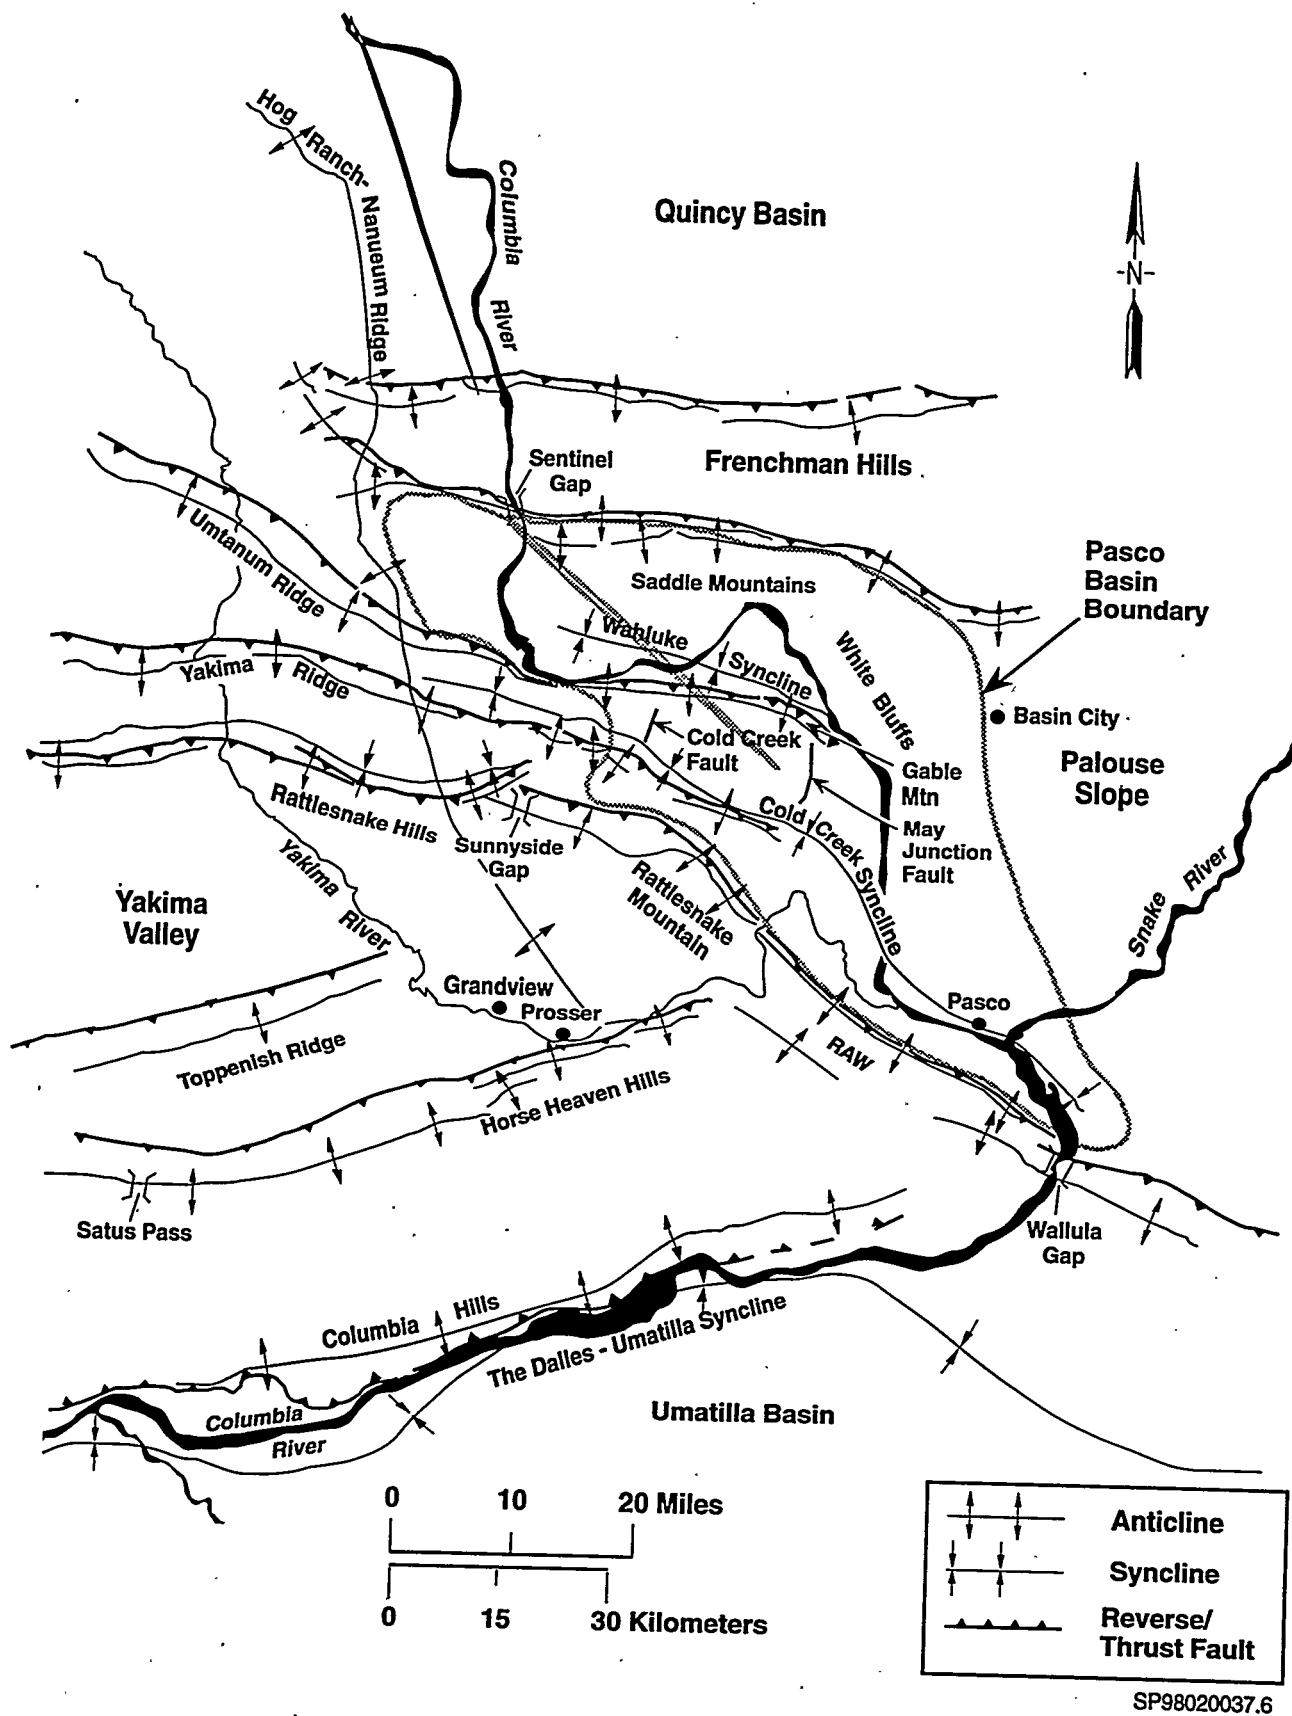 Hog
Ranch-
Nanueum Ridge
Columbia
River
Quincy Basin
-N-
Sentinel
Gap
Frenchman Hills
Umtanum Ridge
Saddle Mountains
Pasco
Basin
Boundary
Wahluke
Syncline
White Bluffs
Yakima
Ridge
Basin City
Cold Creek
Fault
Gable
Mtn
Palouse
Slope
Rattlesnake Hills
Cold Creek Syncline
May
Junction
Fault
Sunnyside
Gap
Yakima
River
Rattlesnake
Mountain
Snake River
Yakima
Valley
Grandview
Prosser
Pasco
RAW
Toppenish Ridge
Horse Heaven Hills
Satus Pass
Wallula
Gap
Columbia Hills
The Dalles - Umatilla Syncline
Columbia
River
Umatilla Basin
0 10 20 Miles
0 15 30 Kilometers
Anticline
Syncline
Reverse/
Thrust Fault
SP98020037.6